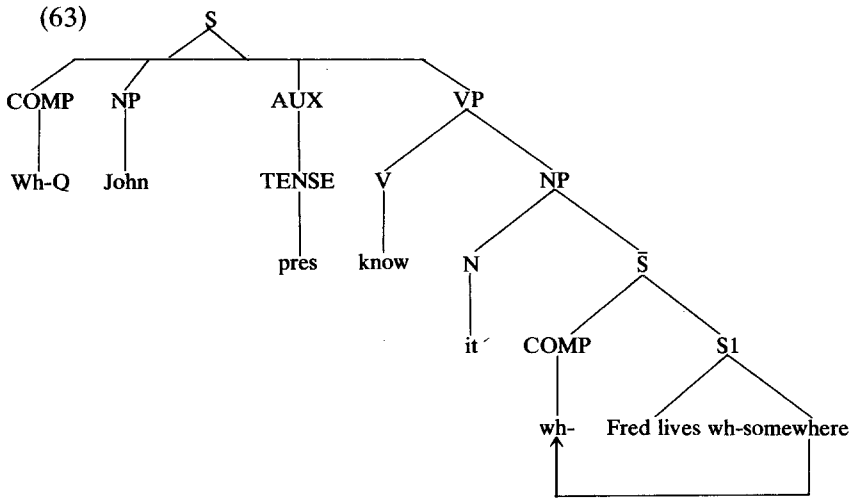 (63)
S
COMP NP AUX VP
Wh-Q John TENSE V NP
pres know N S̄
it COMP S1
wh- Fred lives wh-somewhere